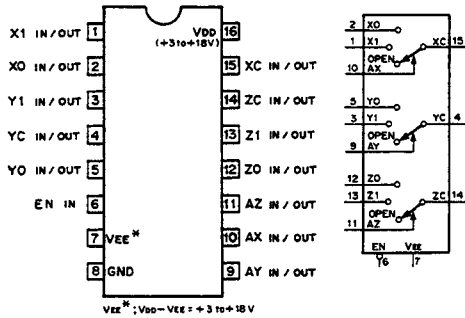 X1 IN/OUT 1
X0 IN/OUT 2
Y1 IN/OUT 3
YC IN/OUT 4
Y0 IN/OUT 5
EN IN 6
7 VEE*
8 GND
VDD 16
(+3to+18V)
15 XC IN/OUT
14 ZC IN/OUT
13 Z1 IN/OUT
12 Z0 IN/OUT
11 AZ IN/OUT
10 AX IN/OUT
9 AY IN/OUT
VEE*; VDD-VEE = +3 to +18V
2 X0
1 X1 XC 15
OPEN
10 AX
5 Y0
3 Y1 YC 4
OPEN
9 AY
12 Z0
13 Z1 ZC 14
OPEN
11 AZ
EN VEE
6 7